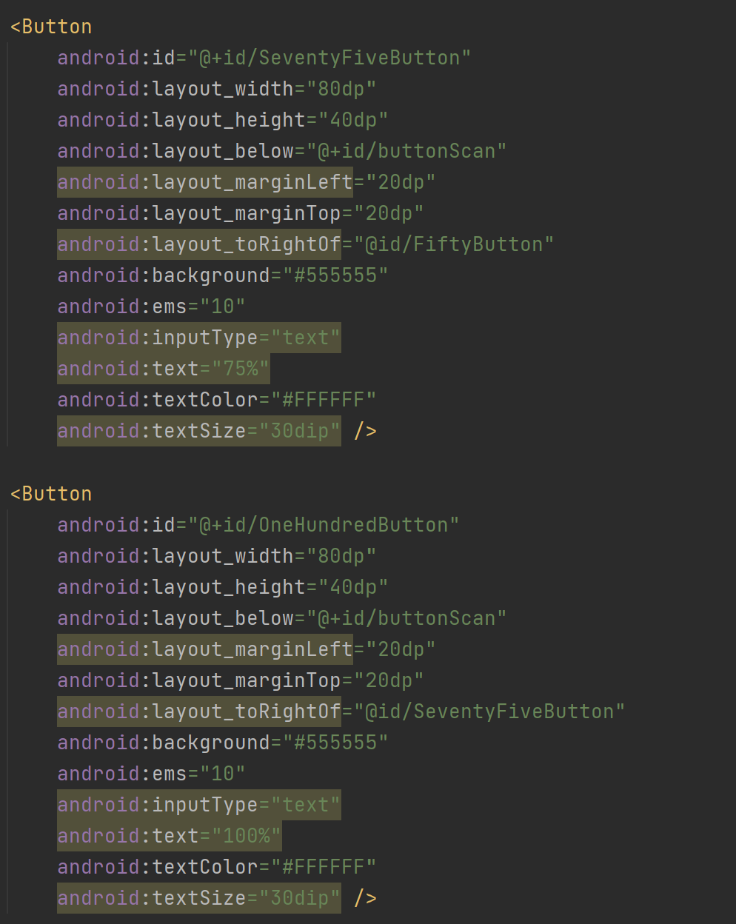 <Button
android:id="@+id/SeventyFiveButton"
android:layout_width="80dp"
android:layout_height="40dp"
android:layout_below="@+id/buttonScan"
android:layout_marginLeft="20dp"
android:layout_marginTop="20dp"
android:layout_toRightOf="@id/FiftyButton"
android:background="#555555"
android:ems="10"
android:inputType="text"
android:text="75%"
android:textColor="#FFFFFF"
android:textSize="30dip" />
<Button
android:id="@+id/OneHundredButton"
android:layout_width="80dp"
android:layout_height="40dp"
android:layout_below="@+id/buttonScan"
android:layout_marginLeft="20dp"
android:layout_marginTop="20dp"
android:layout_toRightOf="@id/SeventyFiveButton"
android:background="#555555"
android:ems="10"
android:inputType="text"
android:text="100%"
android:textColor="#FFFFFF"
android:textSize="30dip" />